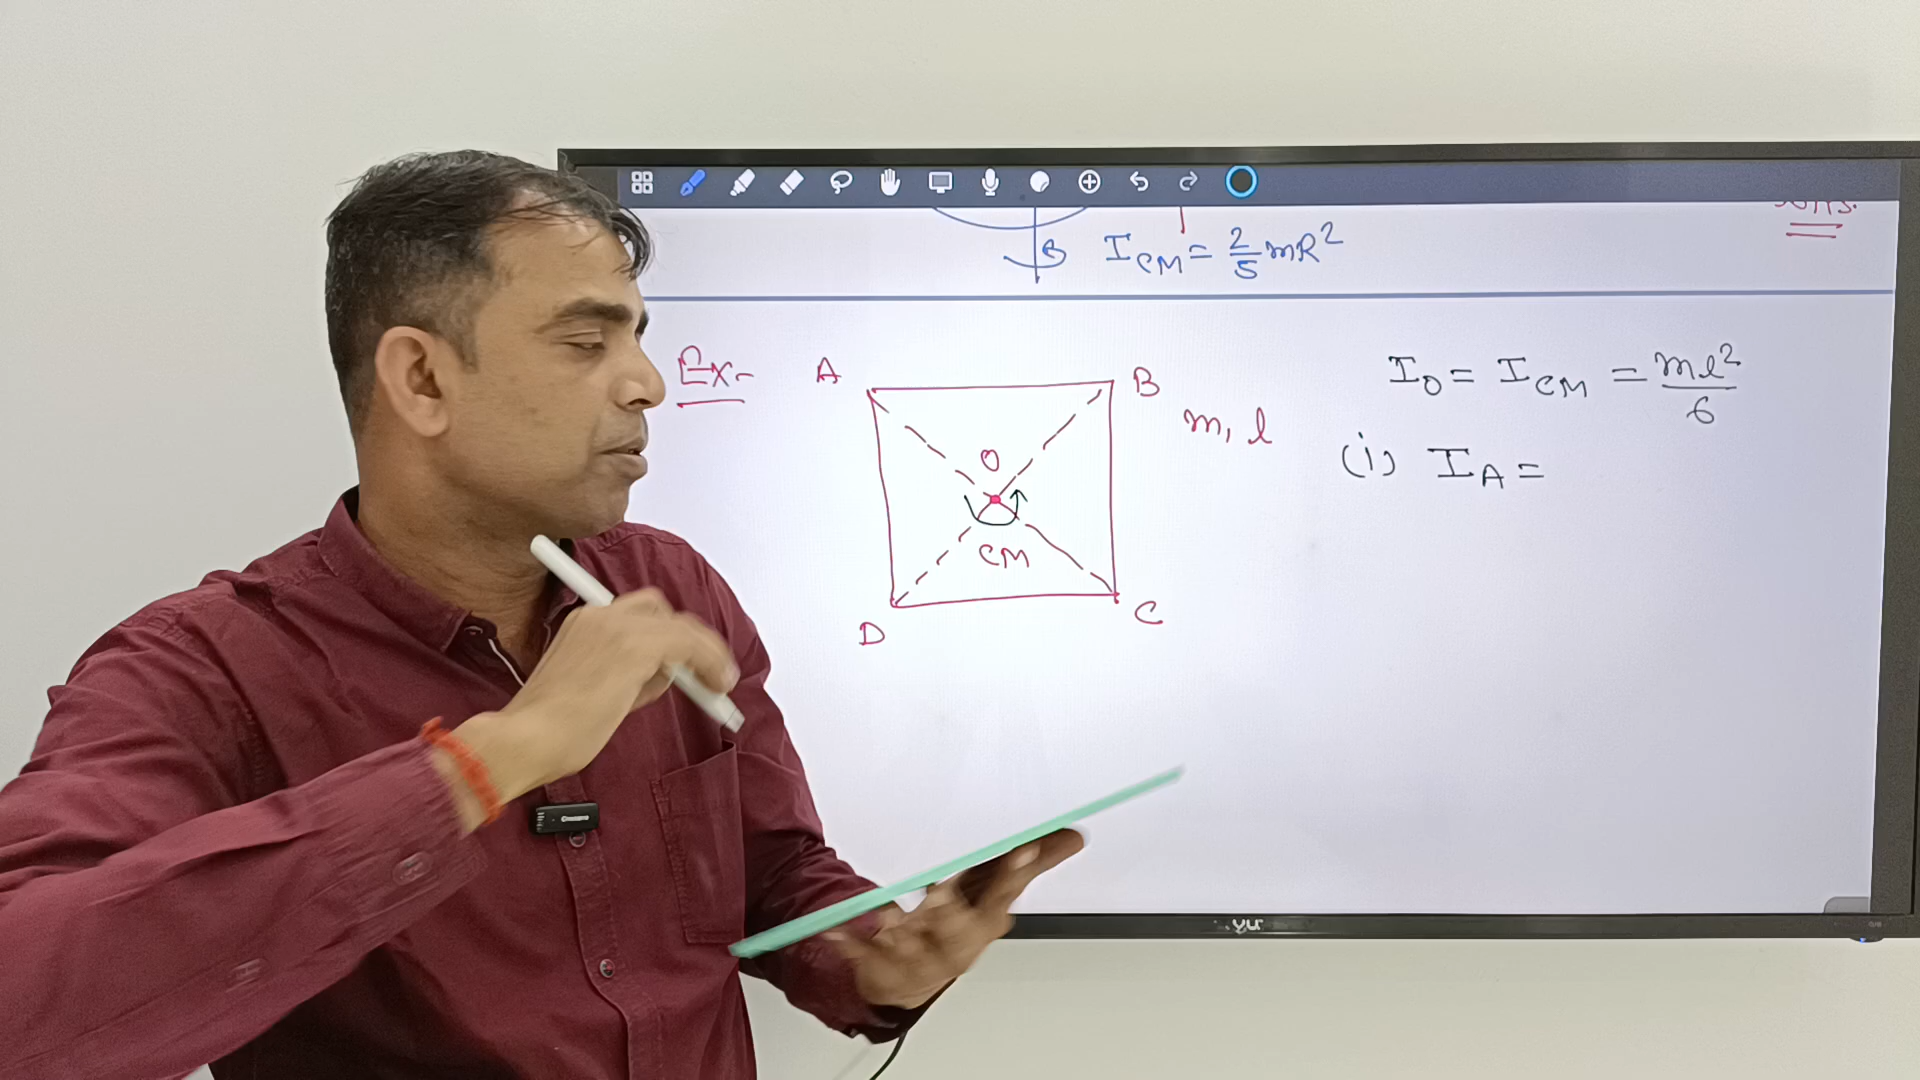 I_CM = 2/5 mR²
Ex-
A
B
m, l
O
CM
D
C
I_O = I_CM = ml²/6
(i) I_A =